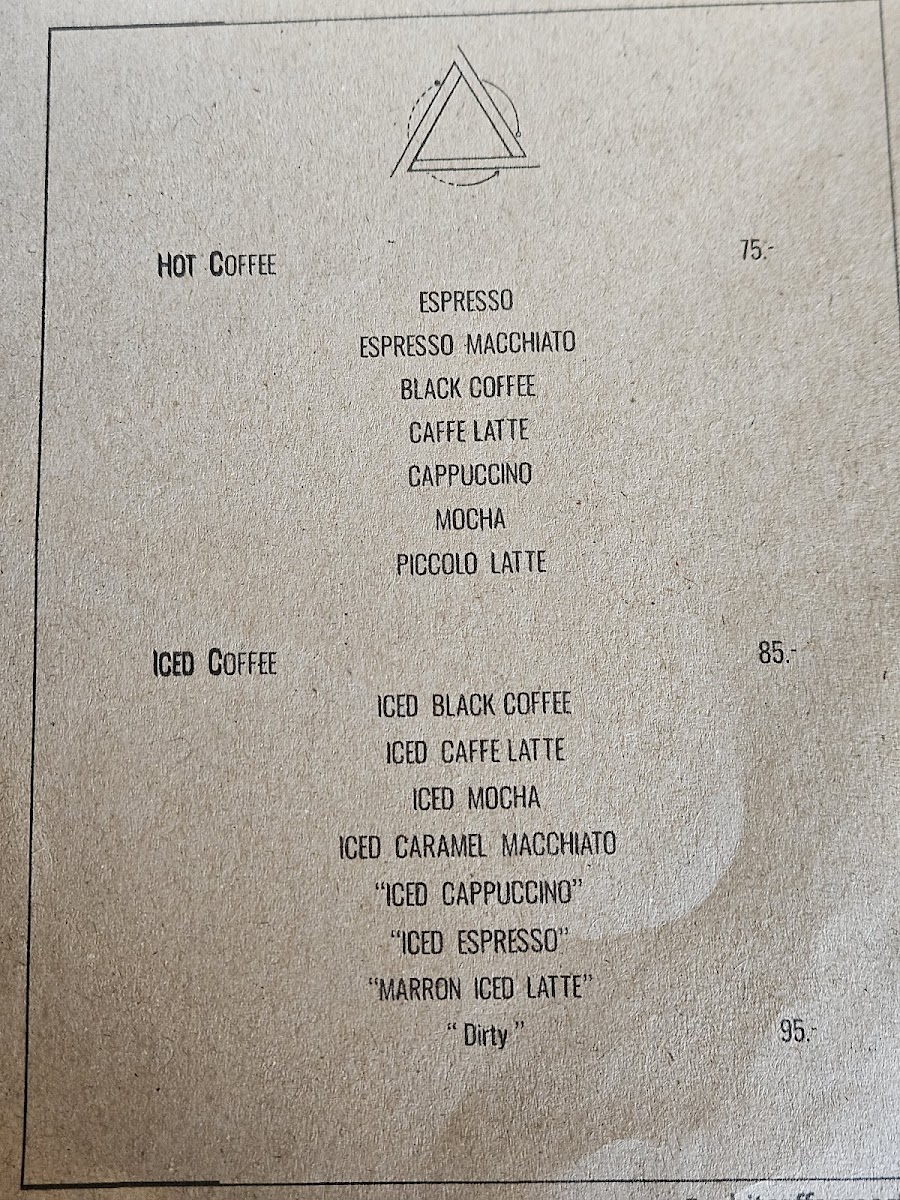 HOT COFFEE 75.-
ESPRESSO
ESPRESSO MACCHIATO
BLACK COFFEE
CAFFE LATTE
CAPPUCCINO
MOCHA
PICCOLO LATTE
ICED COFFEE 85.-
ICED BLACK COFFEE
ICED CAFFE LATTE
ICED MOCHA
ICED CARAMEL MACCHIATO
“ICED CAPPUCCINO”
“ICED ESPRESSO”
“MARRON ICED LATTE”
“ Dirty ” 95.-